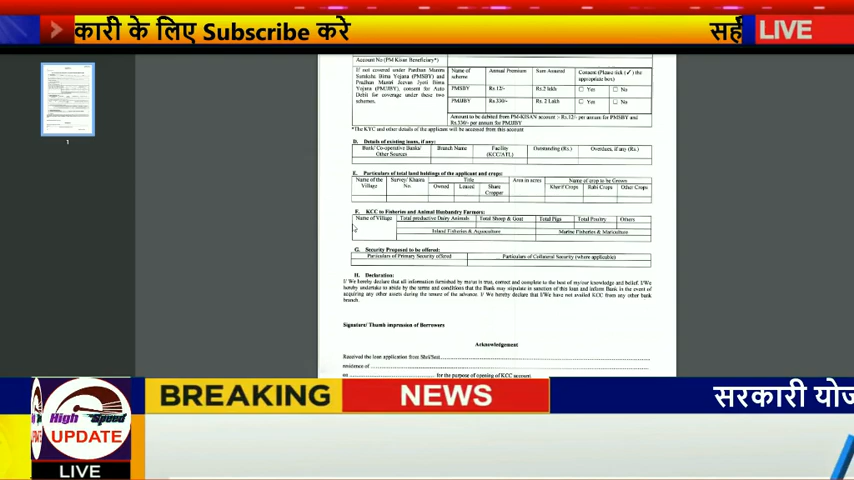 कारी के लिए Subscribe करें
सही
LIVE
Account No (PM Kisan Beneficiary*)
If not covered under Pardhan Mantri Suraksha Bima Yojana (PMSBY) and Pradhan Mantri Jeevan Jyoti Bima Yojana (PMJJBY), consent for Auto Debit for coverage under these two schemes.
Name of scheme
Annual Premium
Sum Assured
Consent (Please tick (✓) the appropriate box)
PMSBY
Rs.12/-
Rs.2 lakhs
Yes
No
PMJJBY
Rs.330/-
Rs. 2 Lakh
Yes
No
Amount to be debited from PM-KISAN account :- Rs.12/- per annum for PMSBY and
Rs.330/- per annum for PMJJBY
*The KYC and other details of the applicant will be accessed from this account
D. Details of existing loans, if any:
Bank/ Co-operative Banks/ Other Sources
Branch Name
Facility (KCC/ATL)
Outstanding (Rs.)
Overdues, if any (Rs.)
E. Particulars of total land holdings of the applicant and crops:
Name of the Village
Survey/ Khasra No.
Title
Area in acres
Name of crop to be Grown
Owned
Leased
Share Cropper
Kharif Crops
Rabi Crops
Other Crops
F. KCC to Fisheries and Animal Husbandry Farmers:
Name of Village
Total productive Dairy Animals
Total Sheep & Goat
Total Pigs
Total Poultry
Others
Inland Fisheries & Aquaculture
Marine Fisheries & Mariculture
G. Security Proposed to be offered:
Particulars of Primary Security offered
Particulars of Collateral Security (where applicable)
H. Declaration:
I/ We hereby declare that all information furnished by me/us is true, correct and complete to the best of my/our knowledge and belief. I/We
hereby undertake to abide by the terms and conditions that the Bank may stipulate in sanction of this loan and inform Bank in the event of
acquiring any other assets during the tenure of the advance. I/ We hereby declare that I/We have not availed KCC from any other bank
branch.
Signature/ Thumb impression of Borrowers
Acknowledgement
Received the loan application from Shri/Smt.
residence of
on
for the purpose of opening of KCC account
1
BREAKING NEWS
सरकारी योज
High Speed
UPDATE
UPDATE
LIVE